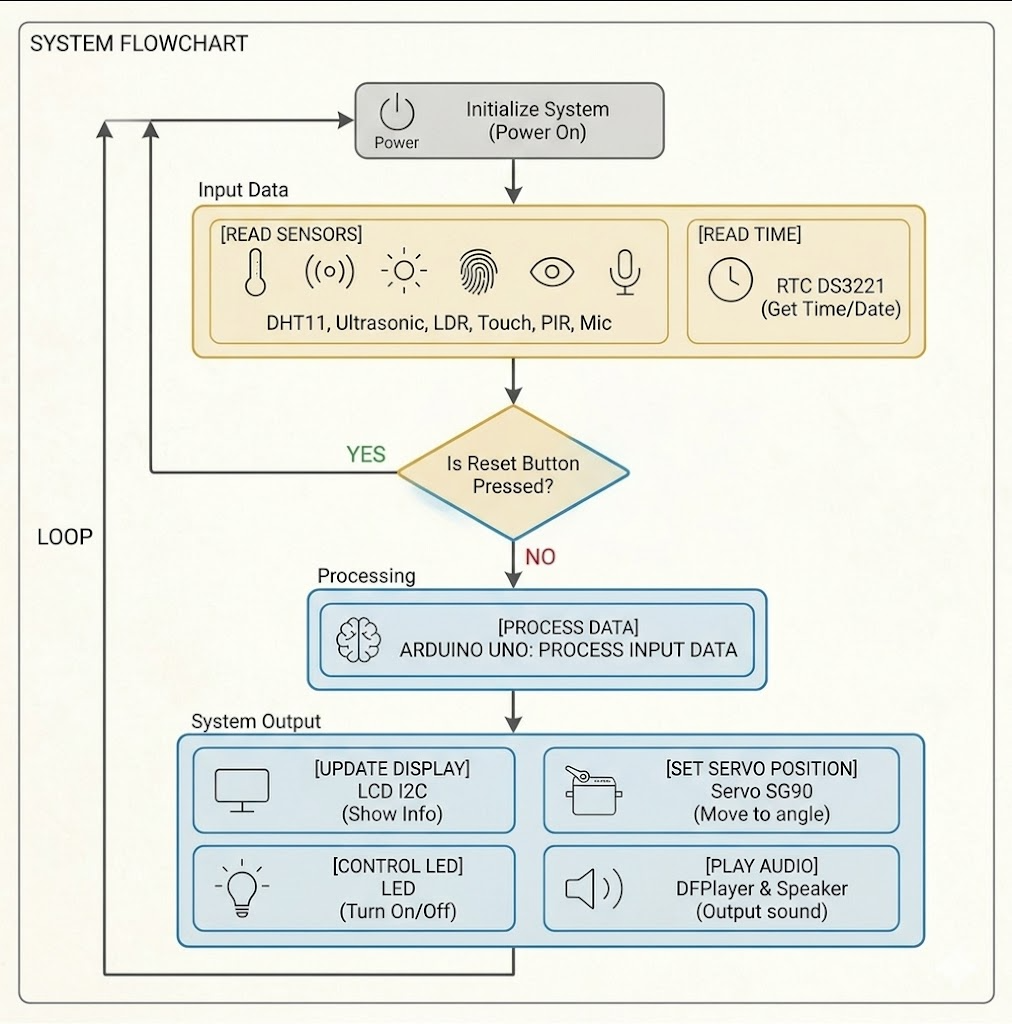 SYSTEM FLOWCHART
Initialize System
(Power On)
Power
Input Data
[READ SENSORS]
DHT11, Ultrasonic, LDR, Touch, PIR, Mic
[READ TIME]
RTC DS3221
(Get Time/Date)
YES
Is Reset Button
Pressed?
LOOP
NO
Processing
[PROCESS DATA]
ARDUINO UNO: PROCESS INPUT DATA
System Output
[UPDATE DISPLAY]
LCD I2C
(Show Info)
[SET SERVO POSITION]
Servo SG90
(Move to angle)
[CONTROL LED]
LED
(Turn On/Off)
[PLAY AUDIO]
DFPlayer & Speaker
(Output sound)